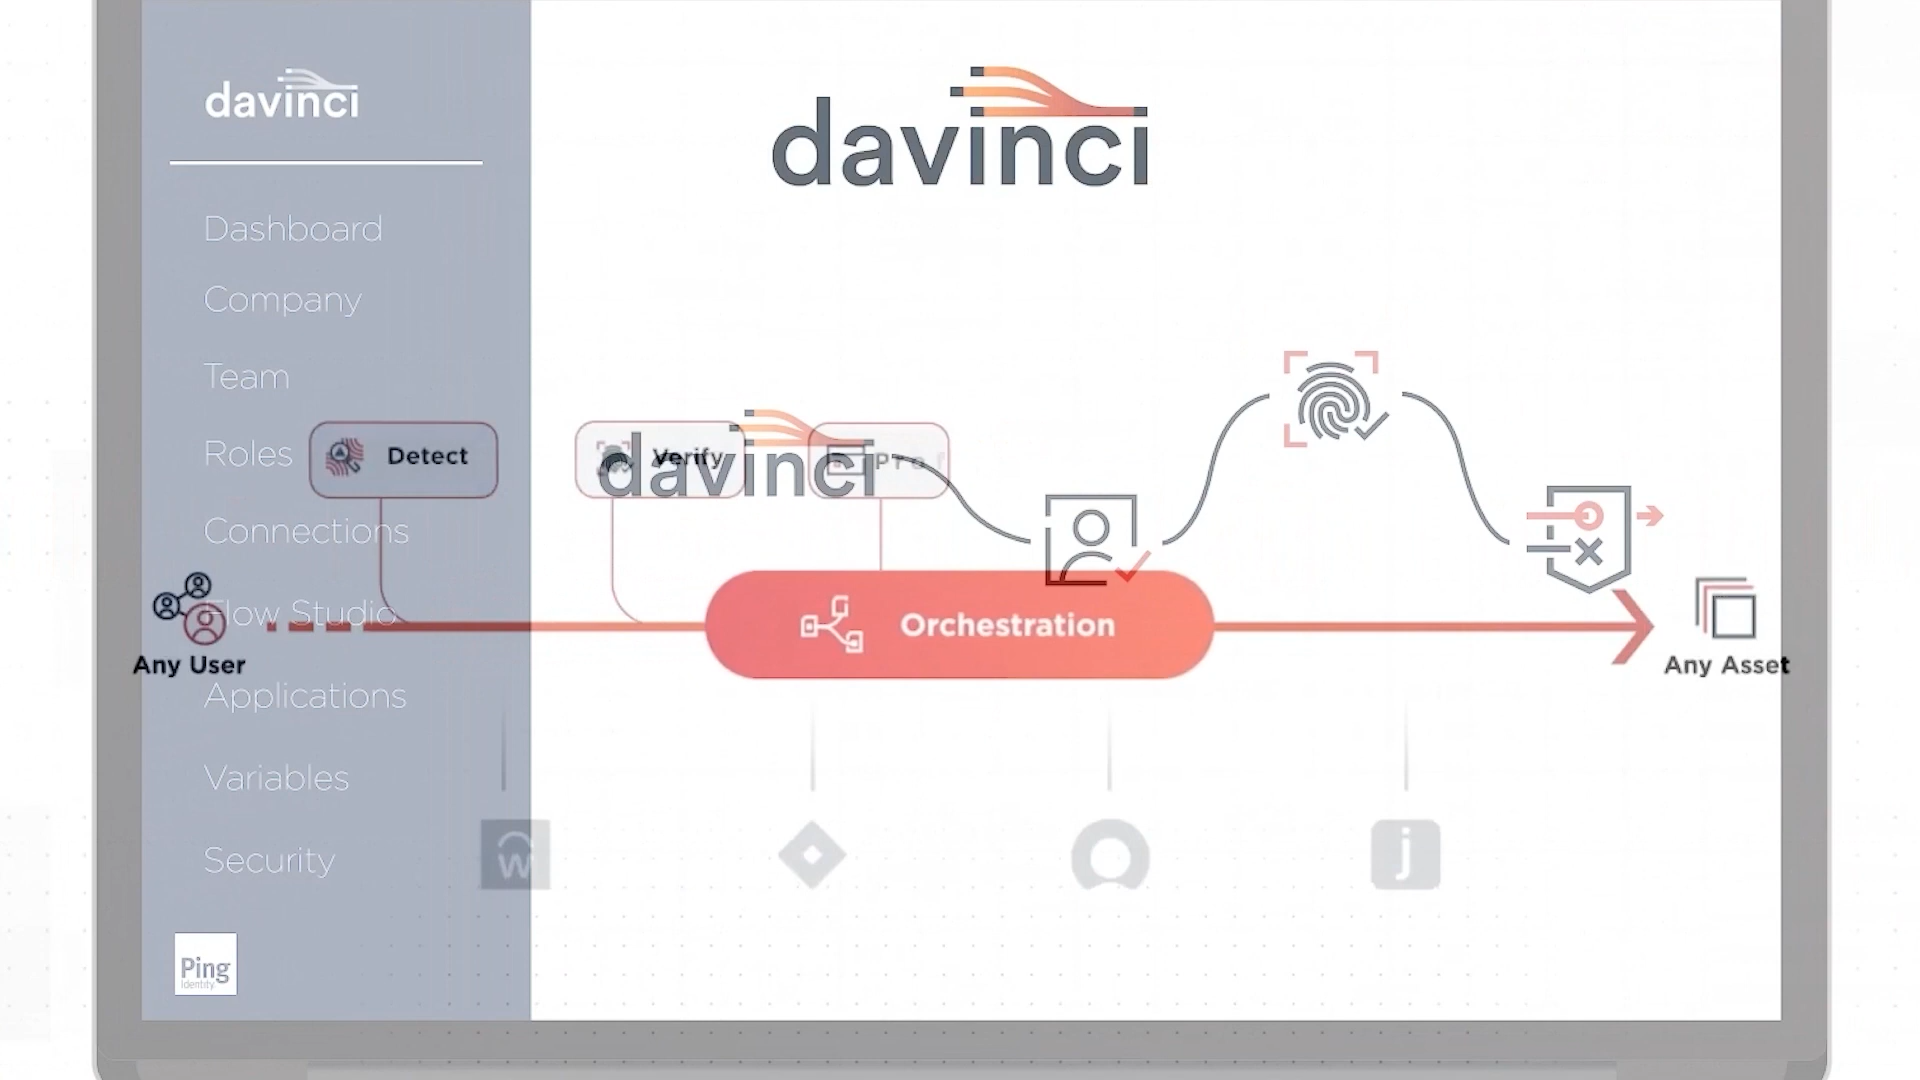 davinci
davinci
Dashboard
Company
Team
Roles
Detect
Verify
davinci
Connections
Flow Studio
Orchestration
Any User
Any Asset
Applications
Variables
w
j
Security
Ping
Identity